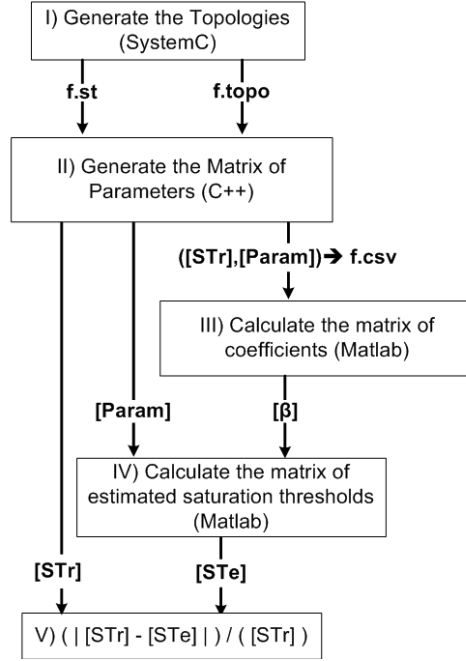 I) Generate the Topologies
(SystemC)
f.st
f.topo
II) Generate the Matrix of
Parameters (C++)
([STr],[Param])➔ f.csv
III) Calculate the matrix of
coefficients (Matlab)
[Param]
[β]
IV) Calculate the matrix of
estimated saturation thresholds
(Matlab)
[STr]
[STe]
V) ( | [STr] - [STe] | ) / ( [STr] )